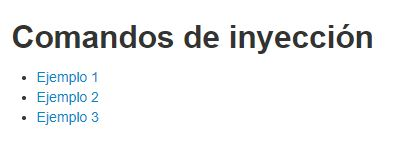 Comandos de inyección
Ejemplo 1
Ejemplo 2
Ejemplo 3